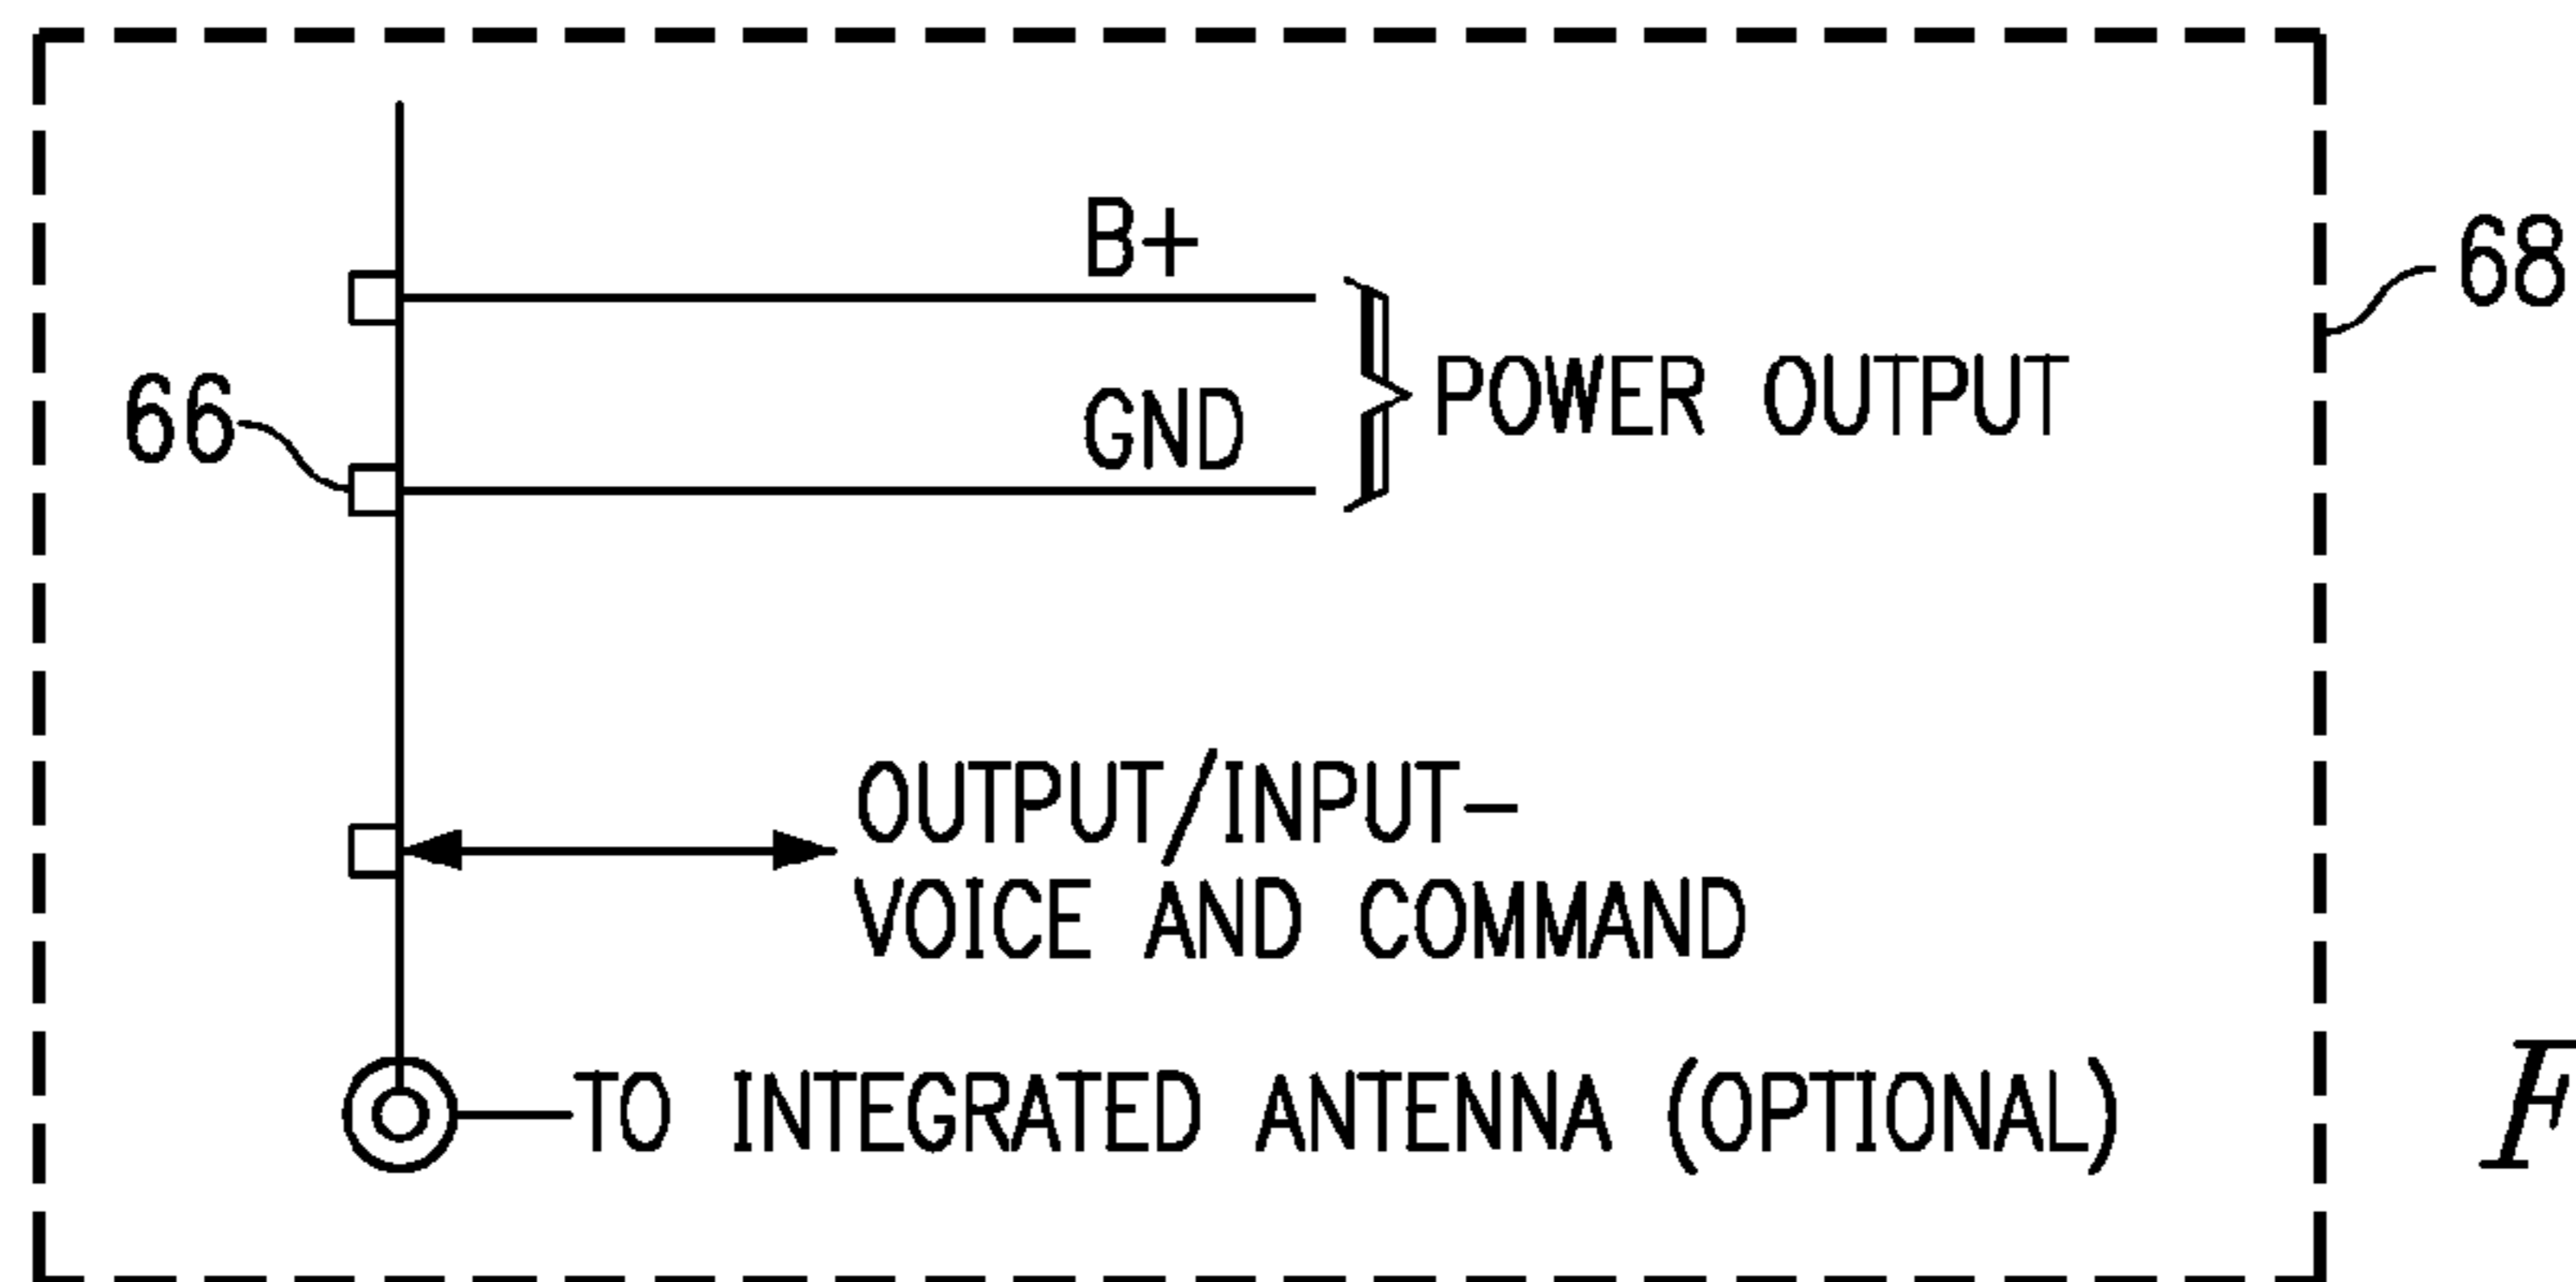 B+
68
66
GND
POWER OUTPUT
OUTPUT/INPUT-
VOICE AND COMMAND
TO INTEGRATED ANTENNA (OPTIONAL)